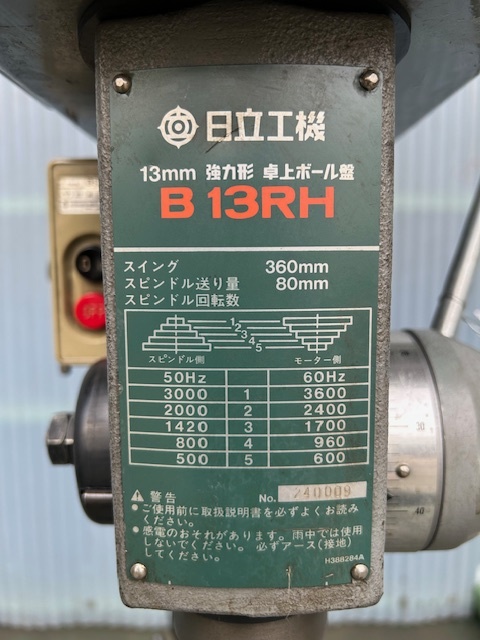 日立工機
13mm 強力形 卓上ボール盤
B 13RH
スイング 360mm
スピンドル送り量 80mm
スピンドル回転数
1 2 3 4 5
スピンドル側 モーター側
50Hz 60Hz
3000 1 3600
2000 2 2400
1420 3 1700
800 4 960
500 5 600
警告 No. 240009
●ご使用前に取扱説明書を必ずよくお読み
ください。
●感電のおそれがあります。雨中では使用
しないでください。必ずアース(接地)
してください。
H388284A
30
40